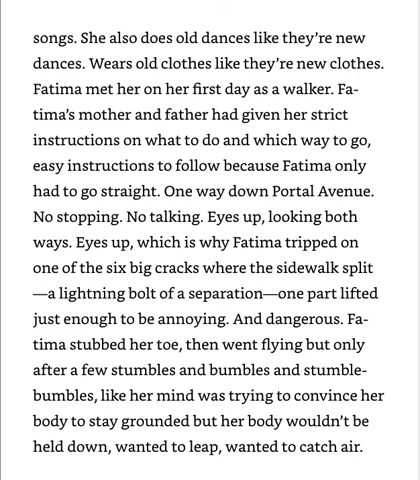 songs. She also does old dances like they’re new
dances. Wears old clothes like they’re new clothes.
Fatima met her on her first day as a walker. Fa-
tima’s mother and father had given her strict
instructions on what to do and which way to go,
easy instructions to follow because Fatima only
had to go straight. One way down Portal Avenue.
No stopping. No talking. Eyes up, looking both
ways. Eyes up, which is why Fatima tripped on
one of the six big cracks where the sidewalk split
—a lightning bolt of a separation—one part lifted
just enough to be annoying. And dangerous. Fa-
tima stubbed her toe, then went flying but only
after a few stumbles and bumbles and stumble-
bumbles, like her mind was trying to convince her
body to stay grounded but her body wouldn’t be
held down, wanted to leap, wanted to catch air.